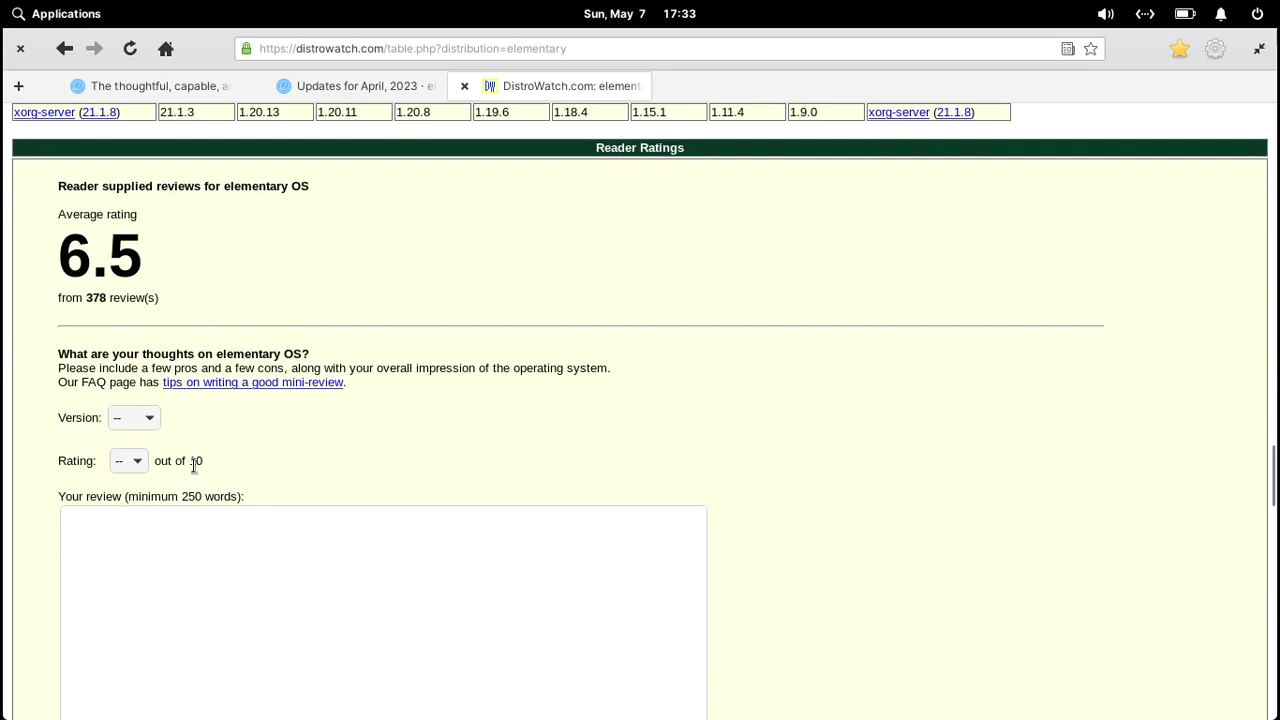 Applications
Sun, May 7 17:33
https://distrowatch.com/table.php?distribution=elementary
The thoughtful, capable, a
Updates for April, 2023 · e
DistroWatch.com: element
xorg-server (21.1.8) 21.1.3 1.20.13 1.20.11 1.20.8 1.19.6 1.18.4 1.15.1 1.11.4 1.9.0 xorg-server (21.1.8)
Reader Ratings
Reader supplied reviews for elementary OS
Average rating
6.5
from 378 review(s)
What are your thoughts on elementary OS?
Please include a few pros and a few cons, along with your overall impression of the operating system.
Our FAQ page has tips on writing a good mini-review.
Version: --
Rating: -- out of 10
Your review (minimum 250 words):